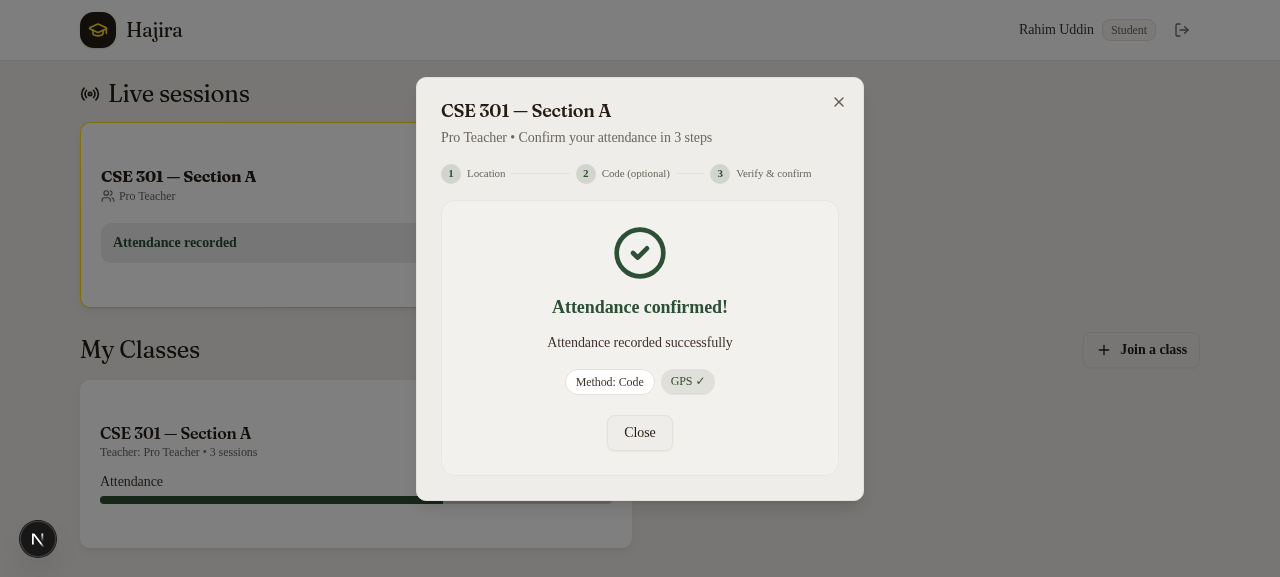 Hajira
Rahim Uddin Student
Live sessions
CSE 301 — Section A
Pro Teacher
Attendance recorded
My Classes
Join a class
CSE 301 — Section A
Teacher: Pro Teacher • 3 sessions
Attendance
N
CSE 301 — Section A
Pro Teacher • Confirm your attendance in 3 steps
1 Location 2 Code (optional) 3 Verify & confirm
Attendance confirmed!
Attendance recorded successfully
Method: Code GPS ✓
Close